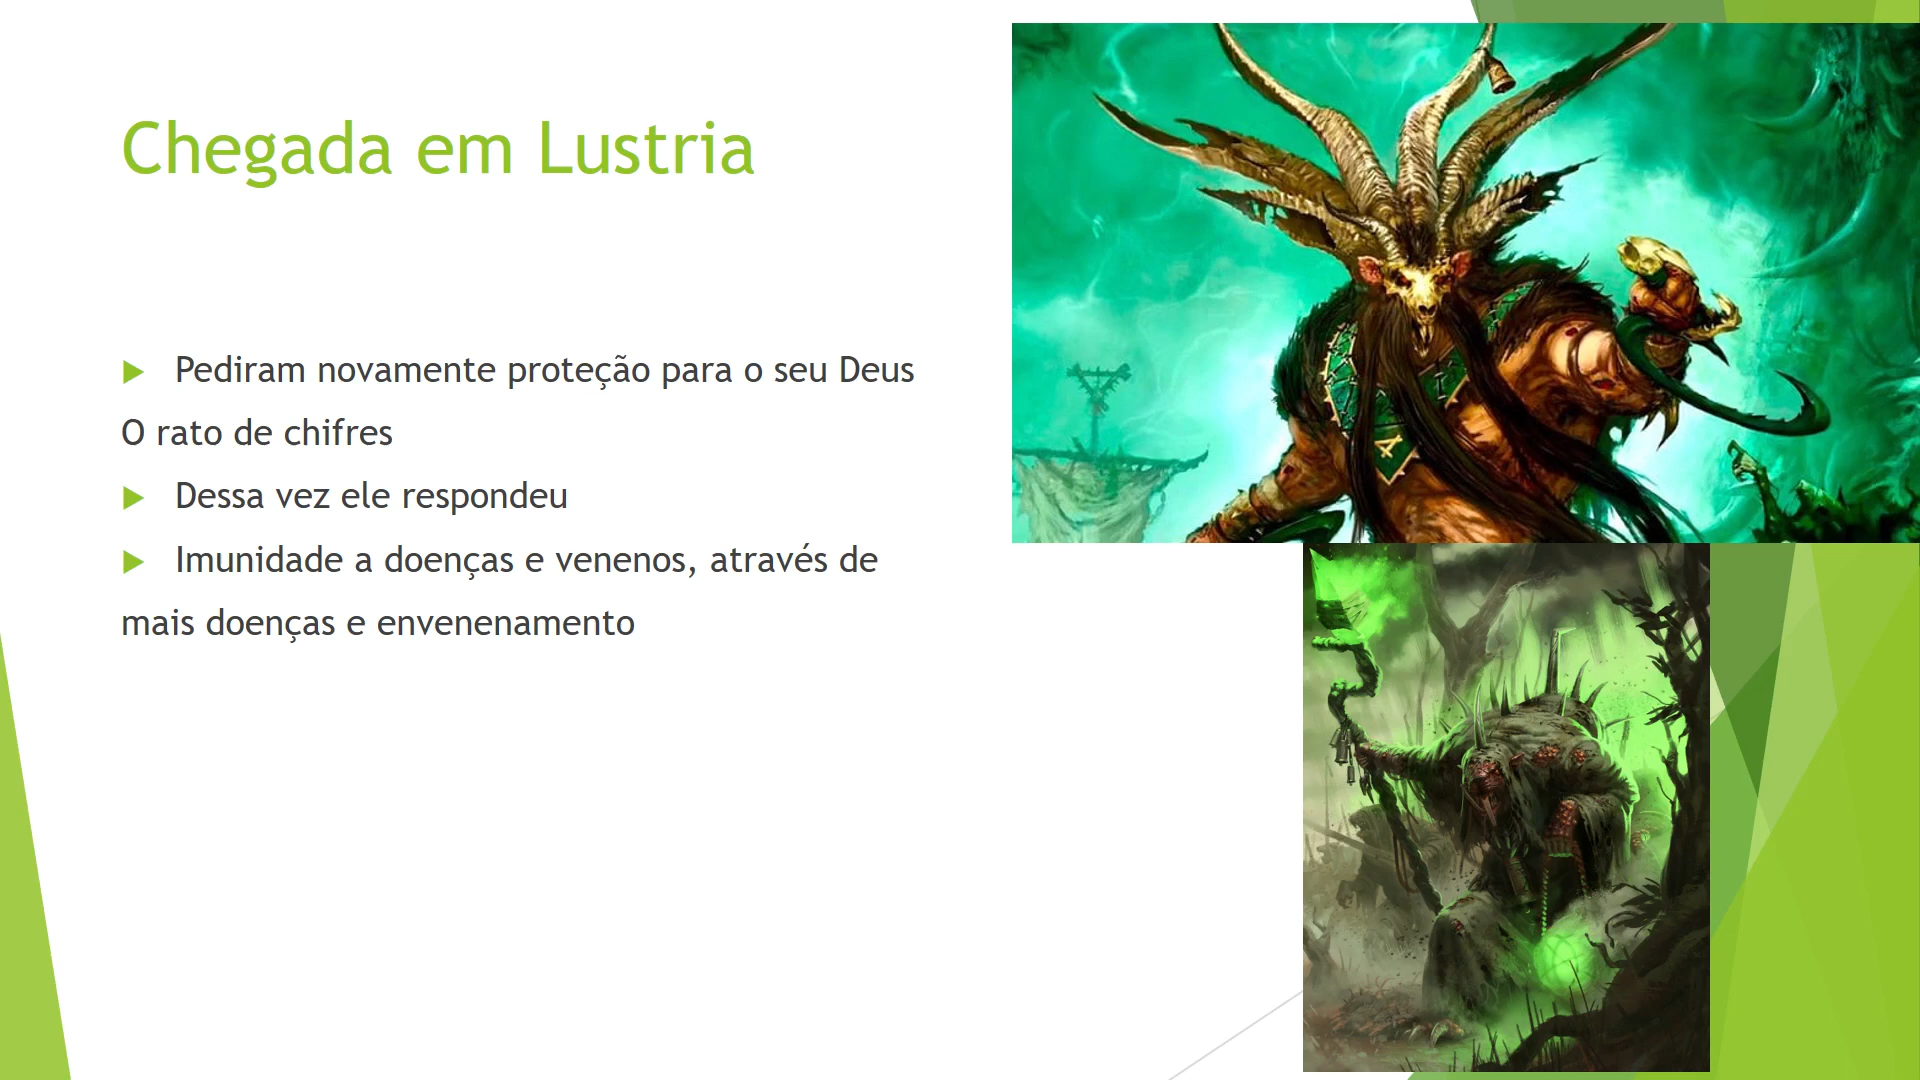 Chegada em Lustria
Pediram novamente proteção para o seu Deus
O rato de chifres
Dessa vez ele respondeu
Imunidade a doenças e venenos, através de
mais doenças e envenenamento